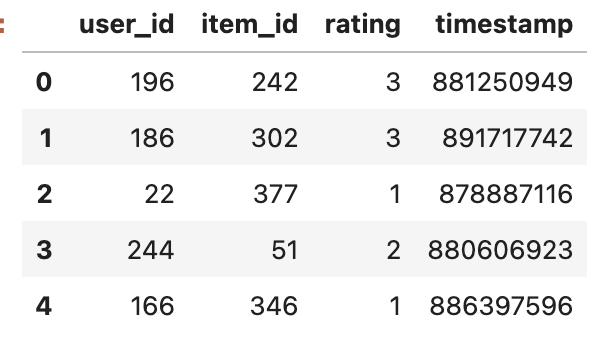 : user_id item_id rating timestamp
0 196 242 3 881250949
1 186 302 3 891717742
2 22 377 1 878887116
3 244 51 2 880606923
4 166 346 1 886397596